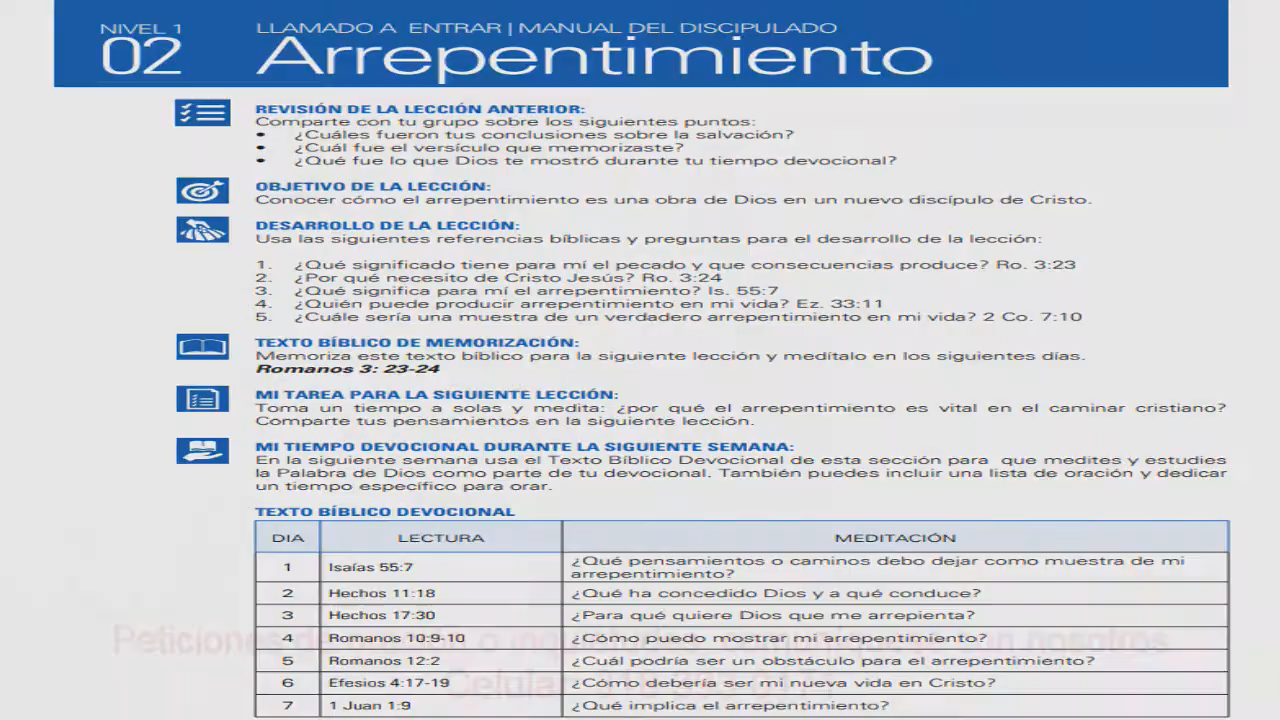 NIVEL 1
02
LLAMADO A ENTRAR | MANUAL DEL DISCIPULADO
Arrepentimiento
REVISIÓN DE LA LECCIÓN ANTERIOR:
Comparte con tu grupo sobre los siguientes puntos:
• ¿Cuáles fueron tus conclusiones sobre la salvación?
• ¿Cuál fue el versículo que memorizaste?
• ¿Qué fue lo que Dios te mostró durante tu tiempo devocional?
OBJETIVO DE LA LECCIÓN:
Conocer cómo el arrepentimiento es una obra de Dios en un nuevo discípulo de Cristo.
DESARROLLO DE LA LECCIÓN:
Usa las siguientes referencias bíblicas y preguntas para el desarrollo de la lección:
1. ¿Qué significado tiene para mí el pecado y que consecuencias produce? Ro. 3:23
2. ¿Por qué necesito de Cristo Jesús? Ro. 3:24
3. ¿Qué significa para mí el arrepentimiento? Is. 55:7
4. ¿Quién puede producir arrepentimiento en mi vida? Ez. 33:11
5. ¿Cuále sería una muestra de un verdadero arrepentimiento en mi vida? 2 Co. 7:10
TEXTO BÍBLICO DE MEMORIZACIÓN:
Memoriza este texto bíblico para la siguiente lección y medítalo en los siguientes días.
Romanos 3: 23-24
MI TAREA PARA LA SIGUIENTE LECCIÓN:
Toma un tiempo a solas y medita: ¿por qué el arrepentimiento es vital en el caminar cristiano?
Comparte tus pensamientos en la siguiente lección.
MI TIEMPO DEVOCIONAL DURANTE LA SIGUIENTE SEMANA:
En la siguiente semana usa el Texto Bíblico Devocional de esta sección para que medites y estudies
la Palabra de Dios como parte de tu devocional. También puedes incluir una lista de oración y dedicar
un tiempo específico para orar.
TEXTO BÍBLICO DEVOCIONAL
DIA LECTURA MEDITACIÓN
1 Isaías 55:7 ¿Qué pensamientos o caminos debo dejar como muestra de mi
arrepentimiento?
2 Hechos 11:18 ¿Qué ha concedido Dios y a qué conduce?
3 Hechos 17:30 ¿Para qué quiere Dios que me arrepienta?
4 Romanos 10:9-10 ¿Cómo puedo mostrar mi arrepentimiento?
5 Romanos 12:2 ¿Cuál podría ser un obstáculo para el arrepentimiento?
6 Efesios 4:17-19 ¿Cómo debería ser mi nueva vida en Cristo?
7 1 Juan 1:9 ¿Qué implica el arrepentimiento?
Peticiones de nosotros
Celular